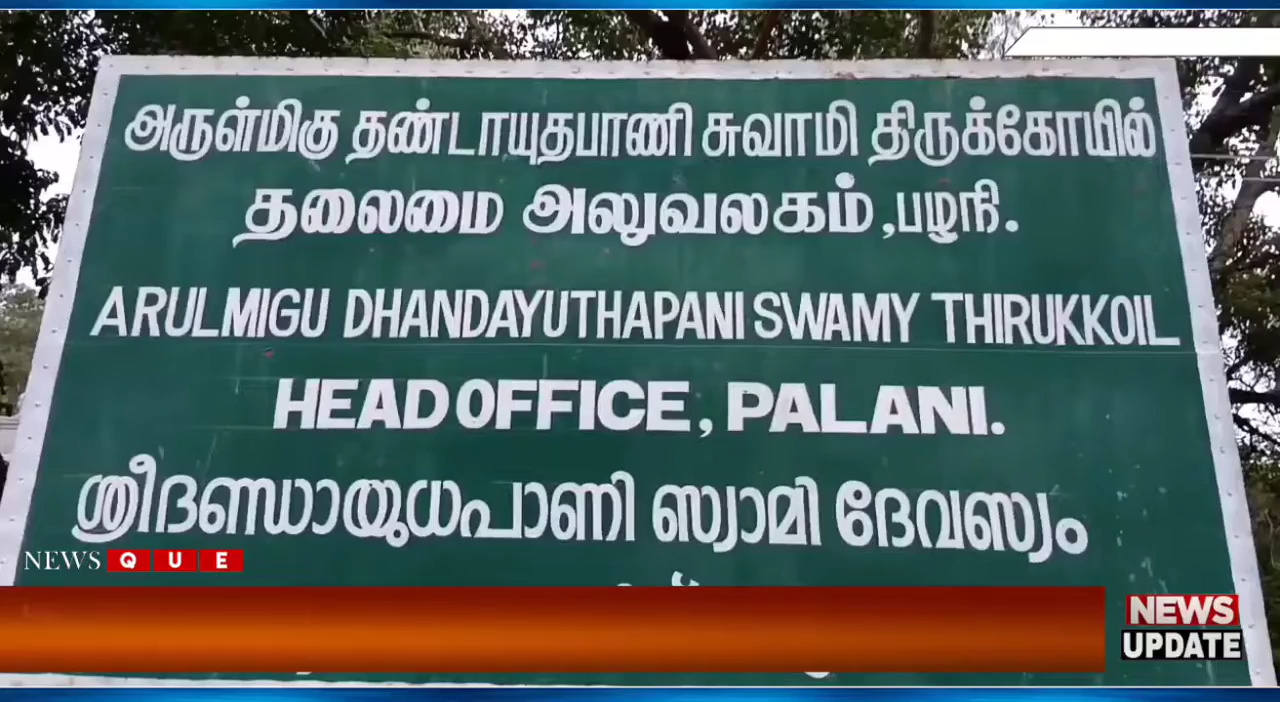 அருள்மிகு தண்டாயுதபாணி சுவாமி திருக்கோயில்
தலைமை அலுவலகம் ,பழநி.
ARULMIGU DHANDAYUTHAPANI SWAMY THIRUKKOIL
HEAD OFFICE, PALANI.
ശ്രീദണ്ഡായുധപാണി സ്വാമി ദേവസ്വം
NEWS QUE
NEWS
UPDATE